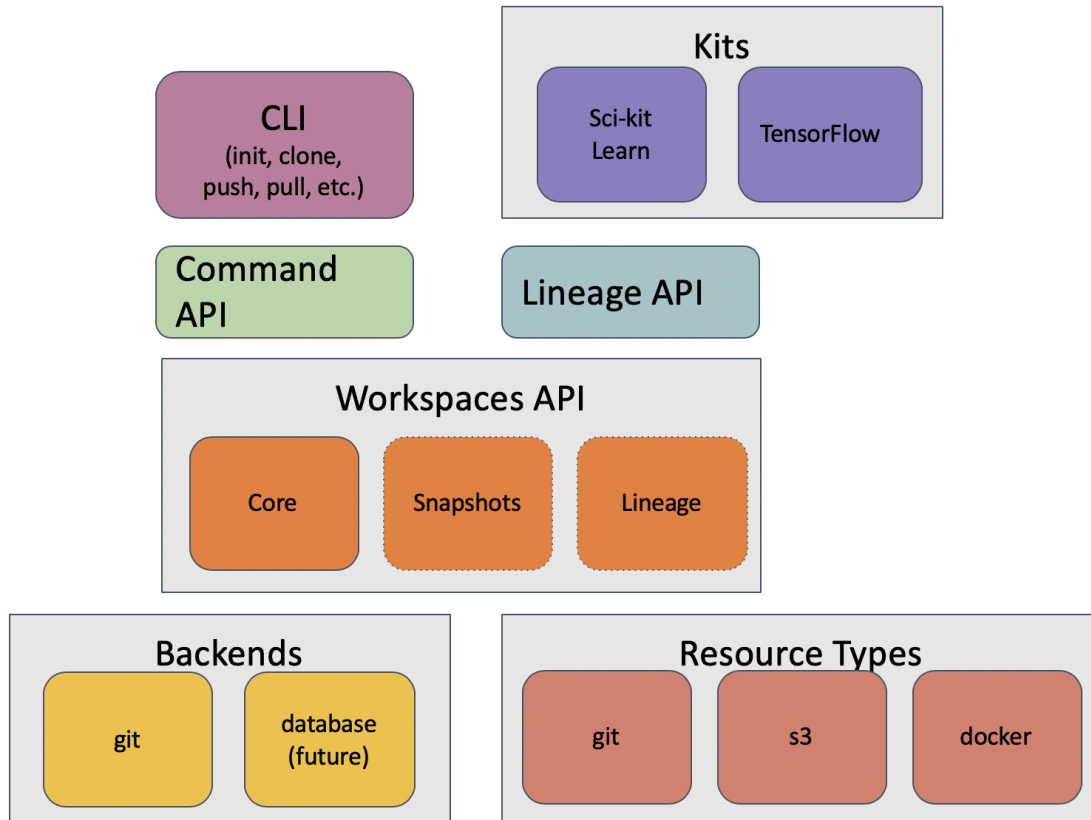 Kits
CLI
(init, clone,
push, pull, etc.)
Sci-kit
Learn
TensorFlow
Command
API
Lineage API
Workspaces API
Core
Snapshots
Lineage
Backends
git
database
(future)
Resource Types
git
s3
docker